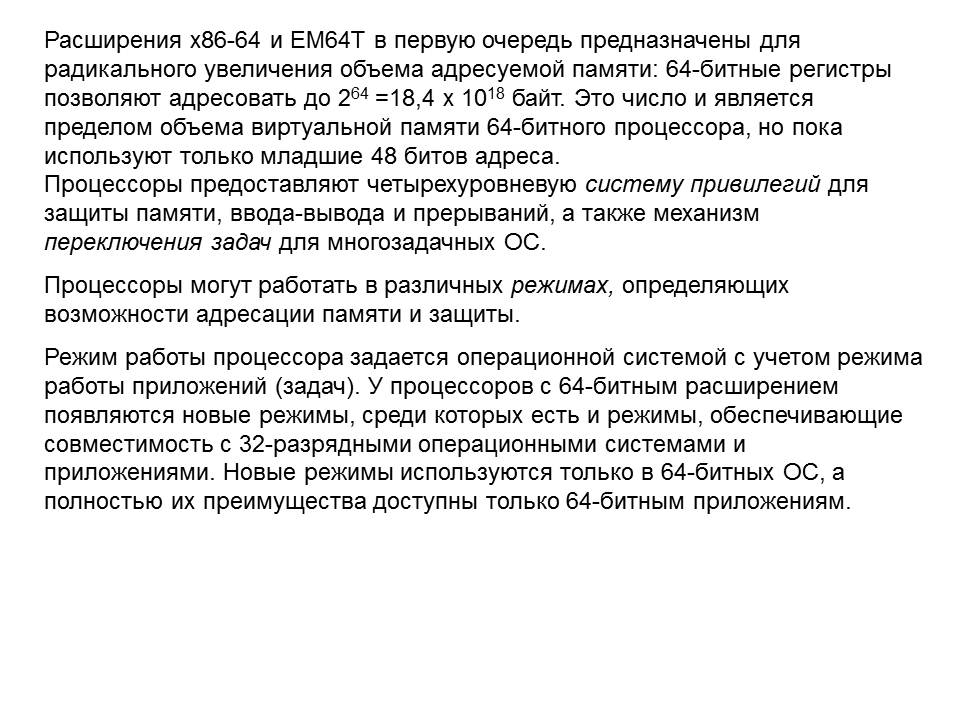 Расширения x86-64 и EM64T в первую очередь предназначены для
радикального увеличения объема адресуемой памяти: 64-битные регистры
позволяют адресовать до 2⁶⁴ =18,4 x 10¹⁸ байт. Это число и является
пределом объема виртуальной памяти 64-битного процессора, но пока
используют только младшие 48 битов адреса.
Процессоры предоставляют четырехуровневую систему привилегий для
защиты памяти, ввода-вывода и прерываний, а также механизм
переключения задач для многозадачных ОС.
Процессоры могут работать в различных режимах, определяющих
возможности адресации памяти и защиты.
Режим работы процессора задается операционной системой с учетом режима
работы приложений (задач). У процессоров с 64-битным расширением
появляются новые режимы, среди которых есть и режимы, обеспечивающие
совместимость с 32-разрядными операционными системами и
приложениями. Новые режимы используются только в 64-битных ОС, а
полностью их преимущества доступны только 64-битным приложениям.